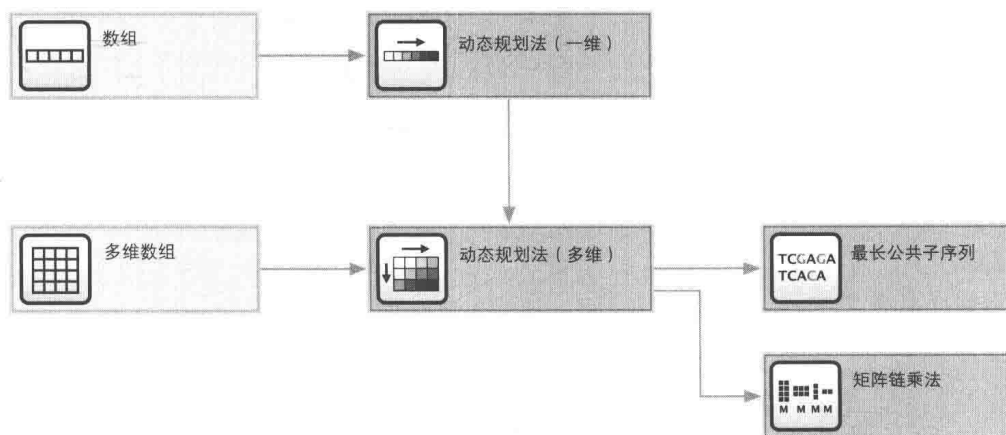 数组
动态规划法（一维）
多维数组
动态规划法（多维）
TCGAGA
TCACA
最长公共子序列
矩阵链乘法
M M M M